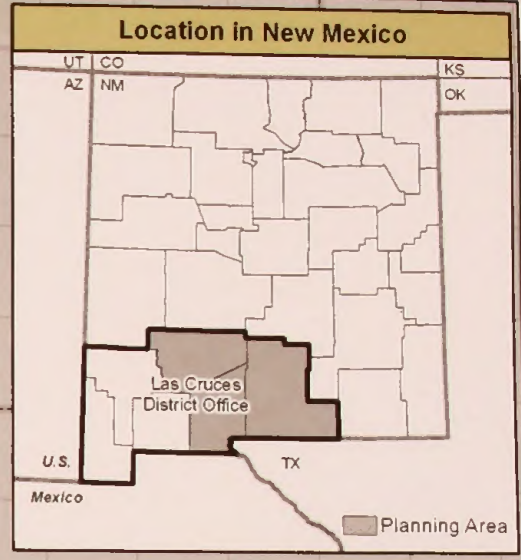 Location in New Mexico
UT CO
KS
AZ NM
OK
Las Cruces
District Office
U.S.
TX
Mexico
Planning Area